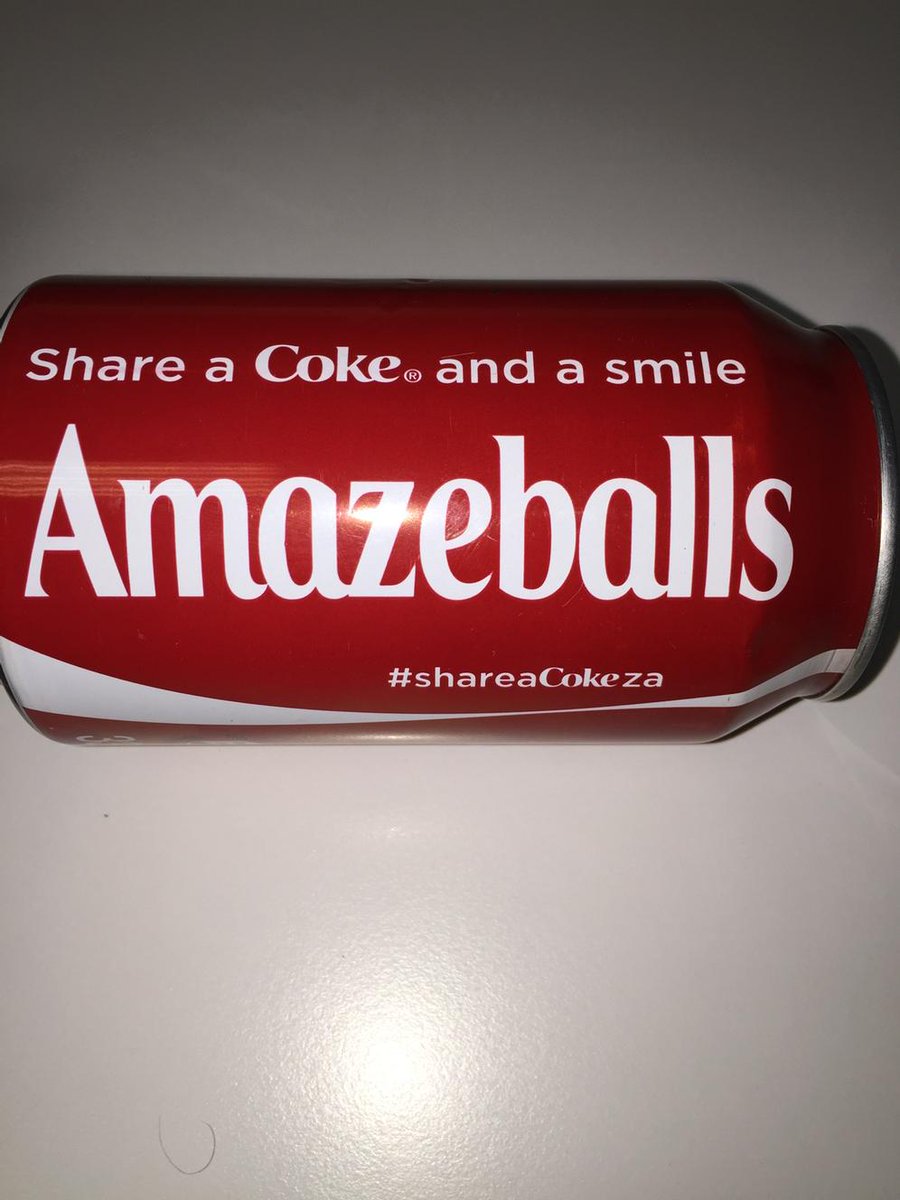 Share a Coke® and a smile
Amazeballs
#shareaCokeza